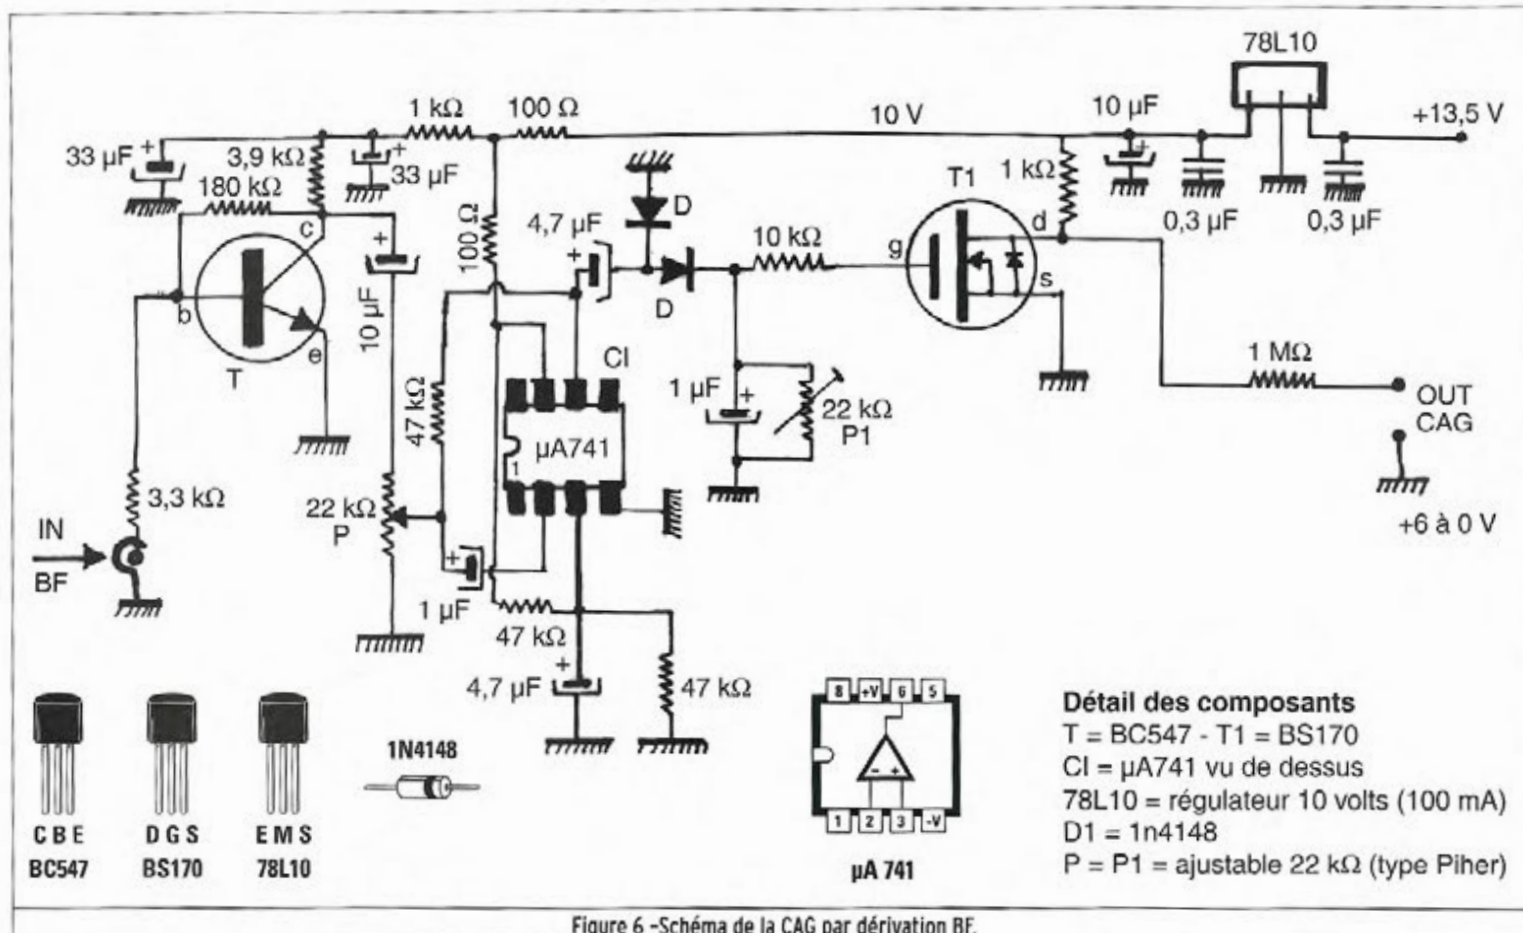 78L10
1 kΩ
100 Ω
10 V
10 µF
+13,5 V
33 µF
+
3,9 kΩ
+
33 µF
180 kΩ
c
+
100 Ω
4,7 µF
+
D
D
10 kΩ
T1
g
d
s
1 kΩ
+
0,3 µF
0,3 µF
b
e
T
10 µF
47 kΩ
CI
µA741
1
1 µF
+
22 kΩ
P1
1 MΩ
OUT
CAG
+6 à 0 V
3,3 kΩ
IN
BF
22 kΩ
P
+
1 µF
47 kΩ
+
4,7 µF
47 kΩ
C B E
BC547
D G S
BS170
E M S
78L10
1N4148
8 +V 6 5
- +
1 2 3 -V
µA 741
Détail des composants
T = BC547 - T1 = BS170
CI = µA741 vu de dessus
78L10 = régulateur 10 volts (100 mA)
D1 = 1n4148
P = P1 = ajustable 22 kΩ (type Piher)
Figure 6 -Schéma de la CAG par dérivation BF.